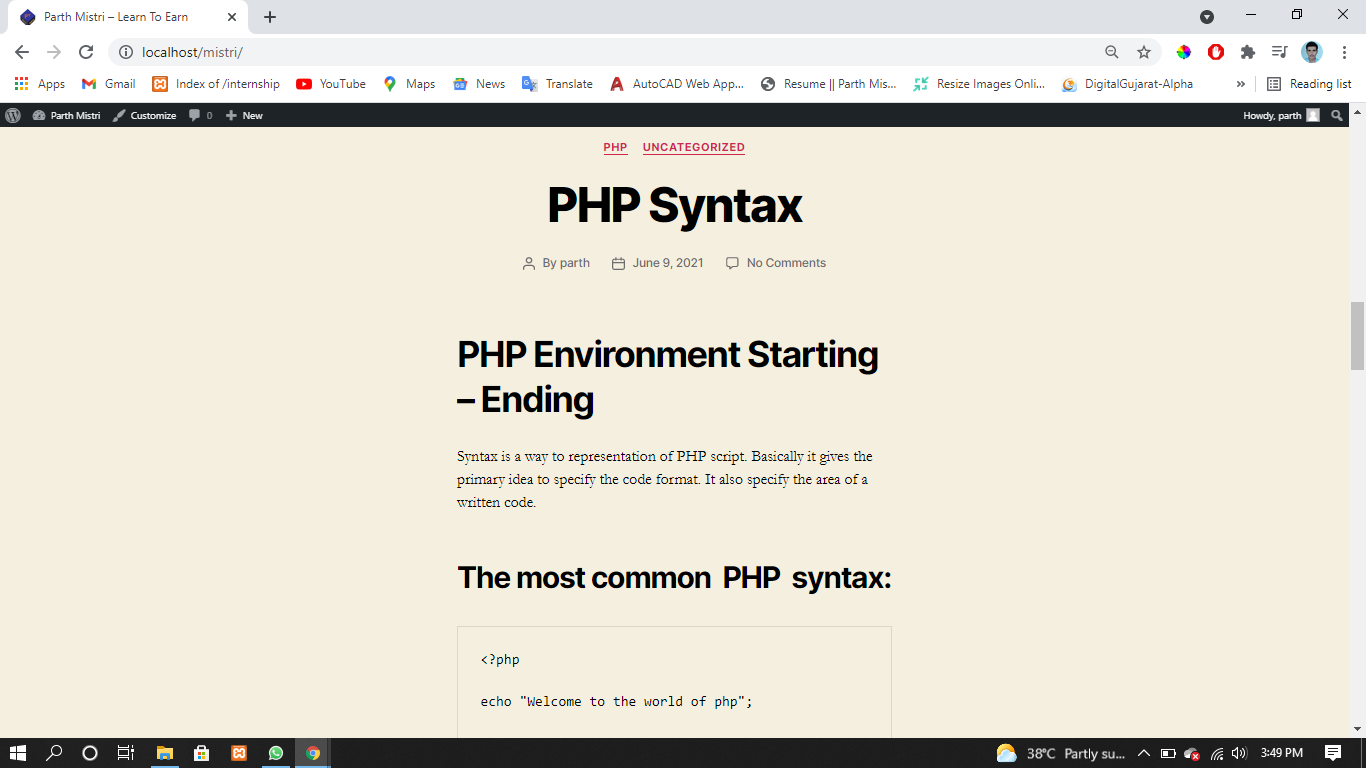 Parth Mistri – Learn To Earn
localhost/mistri/
Apps Gmail Index of /internship YouTube Maps News Translate AutoCAD Web App... Resume || Parth Mis... Resize Images Onli... DigitalGujarat-Alpha » Reading list
Parth Mistri Customize 0 New Howdy, parth
PHP UNCATEGORIZED
PHP Syntax
By parth June 9, 2021 No Comments
PHP Environment Starting
– Ending
Syntax is a way to representation of PHP script. Basically it gives the
primary idea to specify the code format. It also specify the area of a
written code.
The most common PHP syntax:
<?php
echo "Welcome to the world of php";
38°C Partly su... 3:49 PM